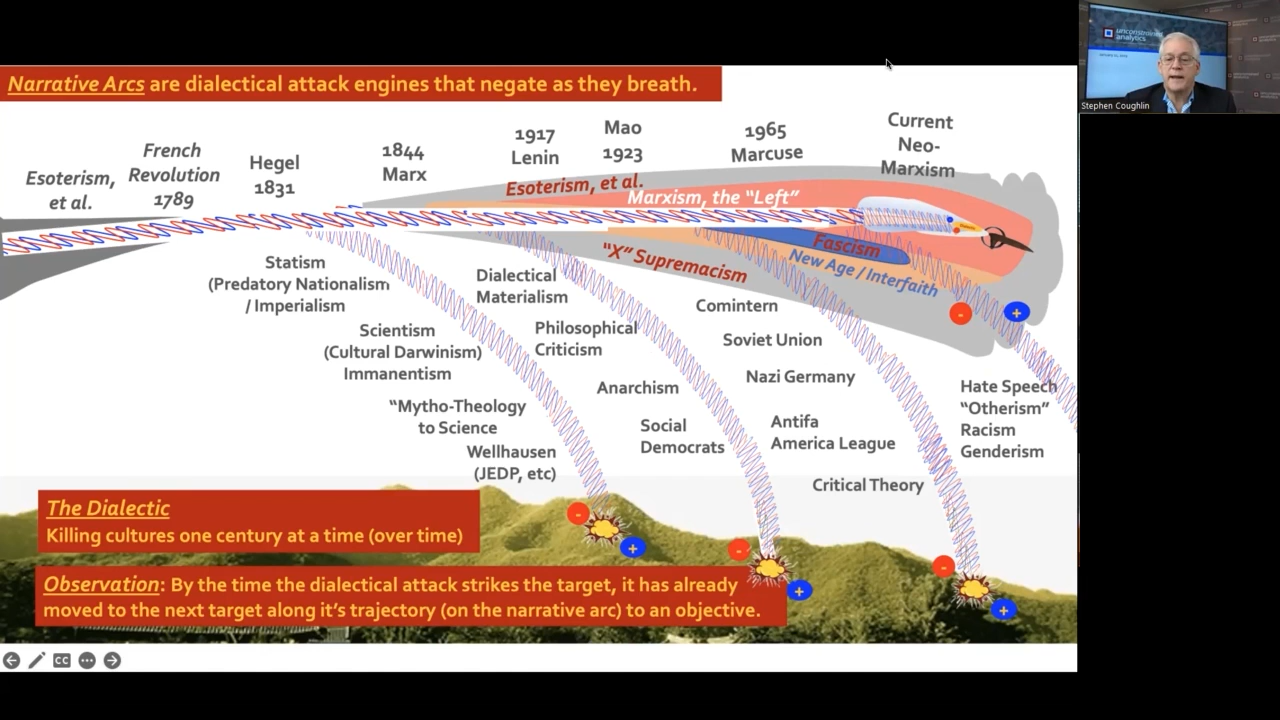 Narrative Arcs are dialectical attack engines that negate as they breath.
Esoterism,
et al.
French
Revolution
1789
Hegel
1831
1844
Marx
1917
Lenin
Mao
1923
1965
Marcuse
Current
Neo-
Marxism
Esoterism, et al.
Marxism, the "Left"
"X" Supremacism
Fascism
New Age / Interfaith
Statism
(Predatory Nationalism
/ Imperialism
Scientism
(Cultural Darwinism)
Immanentism
"Mytho-Theology
to Science
Wellhausen
(JEDP, etc)
Dialectical
Materialism
Philosophical
Criticism
Anarchism
Social
Democrats
Comintern
Soviet Union
Nazi Germany
Antifa
America League
Critical Theory
Hate Speech
"Otherism"
Racism
Genderism
-
+
-
+
-
+
-
+
The Dialectic
Killing cultures one century at a time (over time)
Observation: By the time the dialectical attack strikes the target, it has already
moved to the next target along it's trajectory (on the narrative arc) to an objective.
CC
unconstrained
analytics
Stephen Coughlin